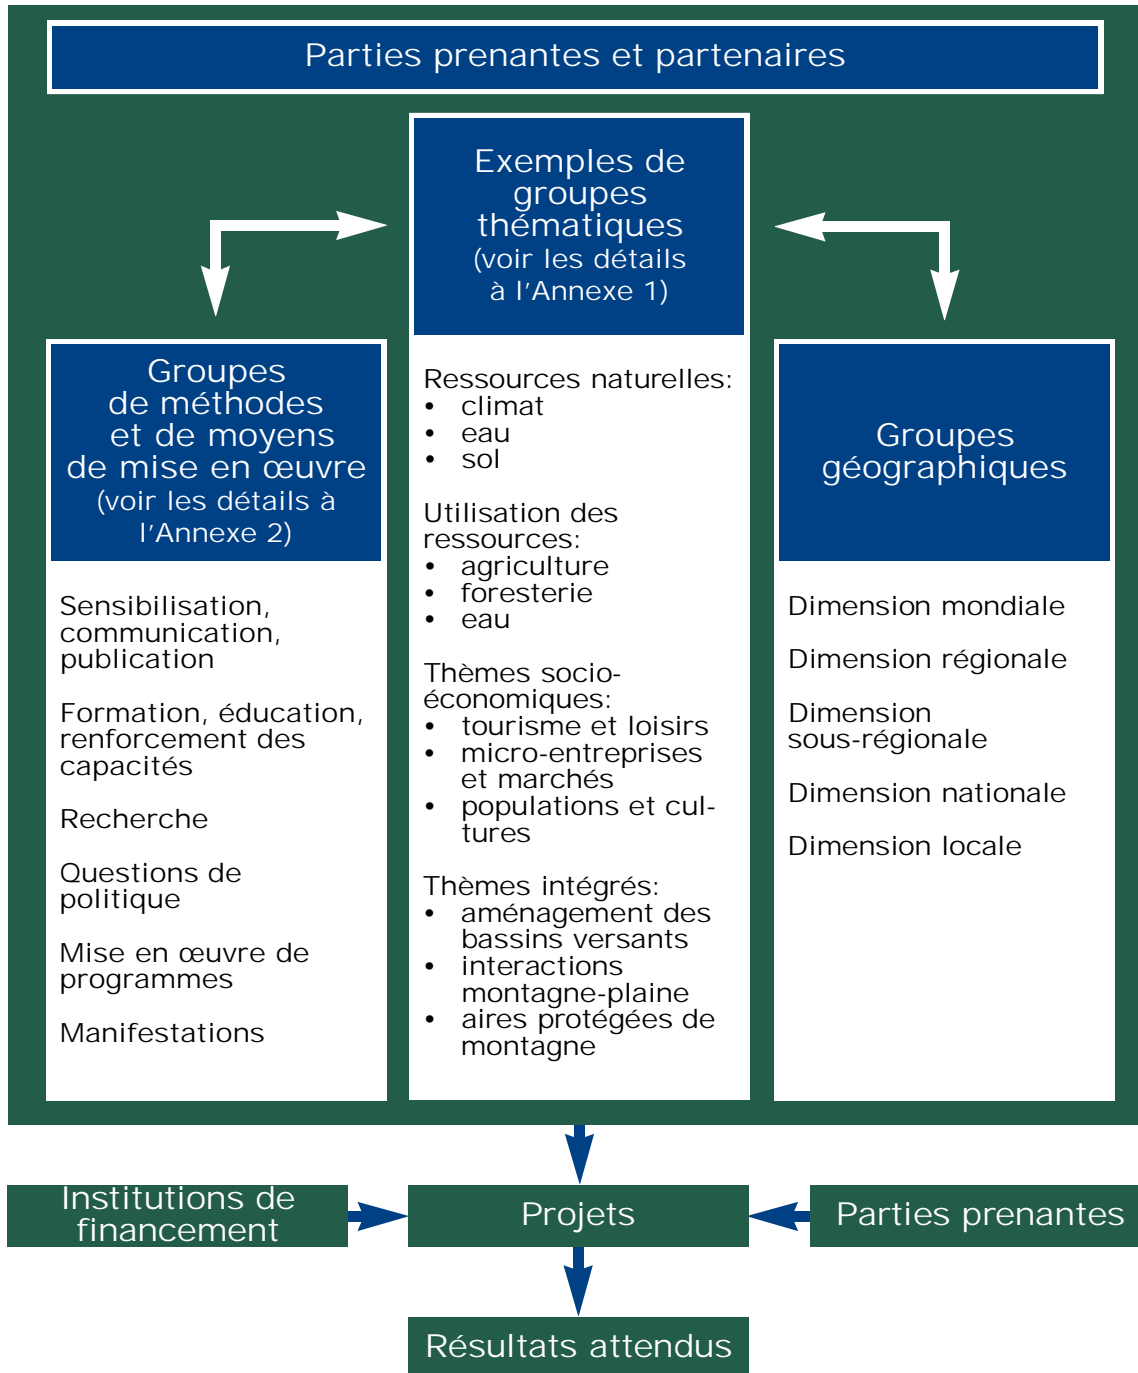 Parties prenantes et partenaires
Exemples de
groupes
thématiques
(voir les détails
à l'Annexe 1)
Groupes
de méthodes
et de moyens
de mise en œuvre
(voir les détails à
l'Annexe 2)
Sensibilisation,
communication,
publication
Formation, éducation,
renforcement des
capacités
Recherche
Questions de
politique
Mise en œuvre de
programmes
Manifestations
Ressources naturelles:
• climat
• eau
• sol
Utilisation des
ressources:
• agriculture
• foresterie
• eau
Thèmes socio-
économiques:
• tourisme et loisirs
• micro-entreprises
et marchés
• populations et cul-
tures
Thèmes intégrés:
• aménagement des
bassins versants
• interactions
montagne-plaine
• aires protégées de
montagne
Groupes
géographiques
Dimension mondiale
Dimension régionale
Dimension
sous-régionale
Dimension nationale
Dimension locale
Institutions de
financement
Projets
Parties prenantes
Résultats attendus